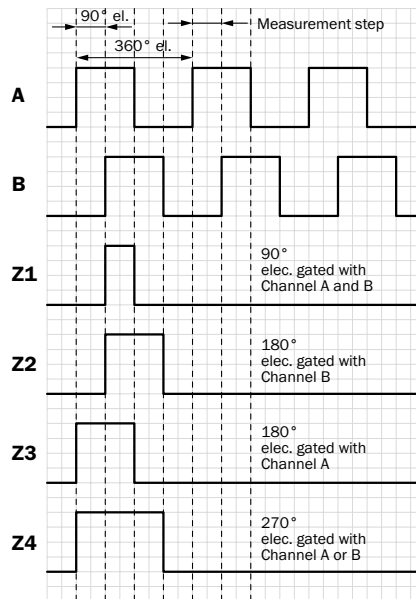 90° el.
Measurement step
360° el.
A
B
Z1
90°
elec. gated with
Channel A and B
Z2
180°
elec. gated with
Channel B
Z3
180°
elec. gated with
Channel A
Z4
270°
elec. gated with
Channel A or B